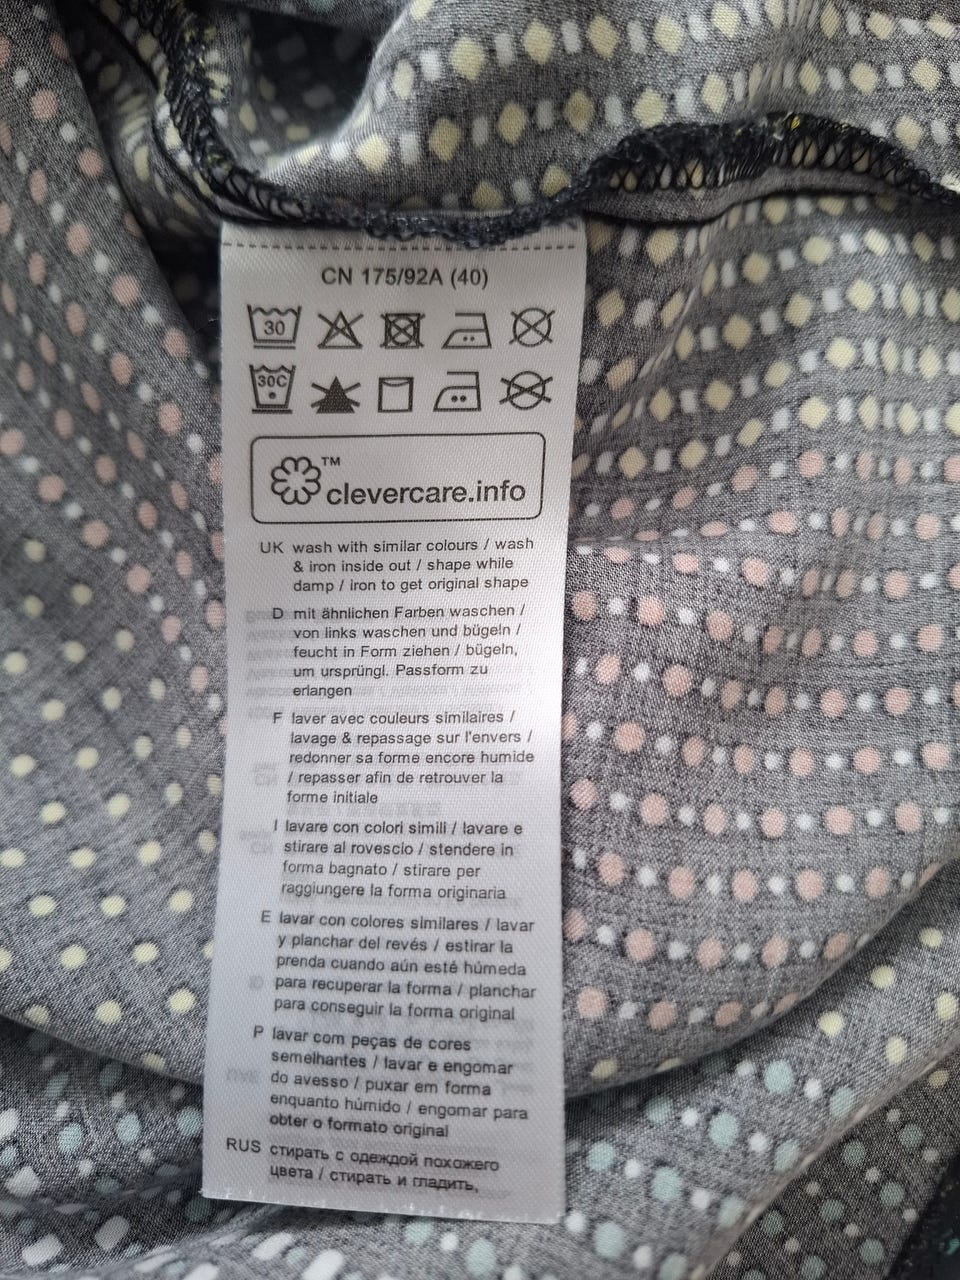 CN 175/92A (40)
30
30C
™
clevercare.info
UK wash with similar colours / wash
& iron inside out / shape while
damp / iron to get original shape
D mit ähnlichen Farben waschen /
von links waschen und bügeln /
feucht in Form ziehen / bügeln,
um ursprüngl. Passform zu
erlangen
F laver avec couleurs similaires /
lavage & repassage sur l'envers /
redonner sa forme encore humide
/ repasser afin de retrouver la
forme initiale
I lavare con colori simili / lavare e
stirare al rovescio / stendere in
forma bagnato / stirare per
raggiungere la forma originaria
E lavar con colores similares / lavar
y planchar del revés / estirar la
prenda cuando aún esté húmeda
para recuperar la forma / planchar
para conseguir la forma original
P lavar com peças de cores
semelhantes / lavar e engomar
do avesso / puxar em forma
enquanto húmido / engomar para
obter o formato original
RUS стирать с одеждой похожего
цвета / стирать и гладить,